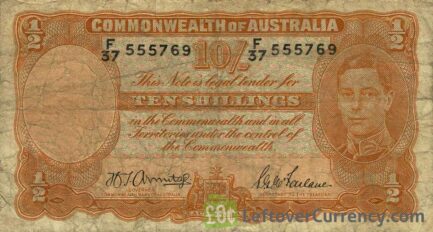 COMMONWEALTH OF AUSTRALIA
1/2 1/2
F/37 555769 10/- F/37 555769
This Note is legal tender for
TEN SHILLINGS
in the Commonwealth and in all
Territories under the control of
the Commonwealth.
1/2 1/2
£0€
LeftoverCurrency.com